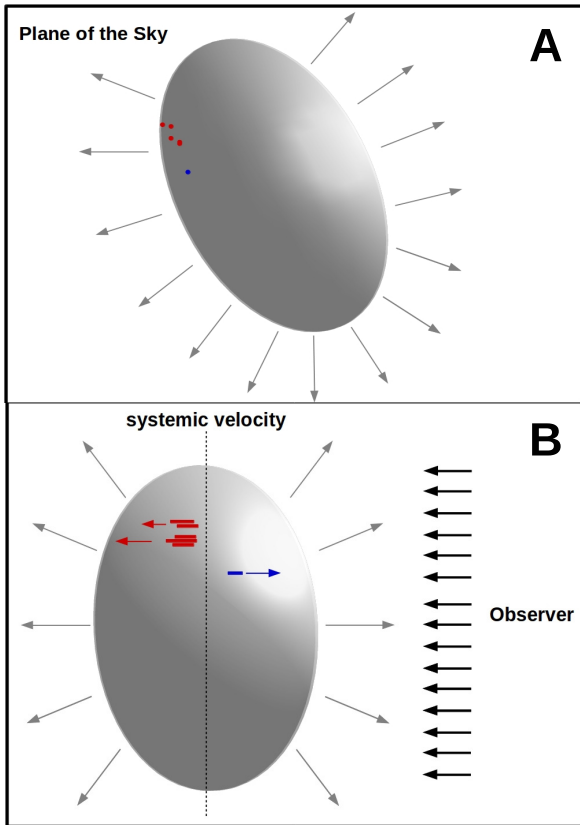 Plane of the Sky
A
systemic velocity
B
Observer